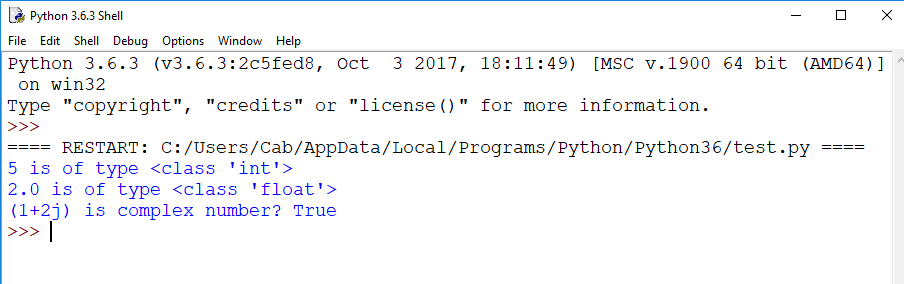 Python 3.6.3 Shell
File Edit Shell Debug Options Window Help
Python 3.6.3 (v3.6.3:2c5fed8, Oct  3 2017, 18:11:49) [MSC v.1900 64 bit (AMD64)]
 on win32
Type "copyright", "credits" or "license()" for more information.
>>>
==== RESTART: C:/Users/Cab/AppData/Local/Programs/Python/Python36/test.py ====
5 is of type <class 'int'>
2.0 is of type <class 'float'>
(1+2j) is complex number? True
>>>